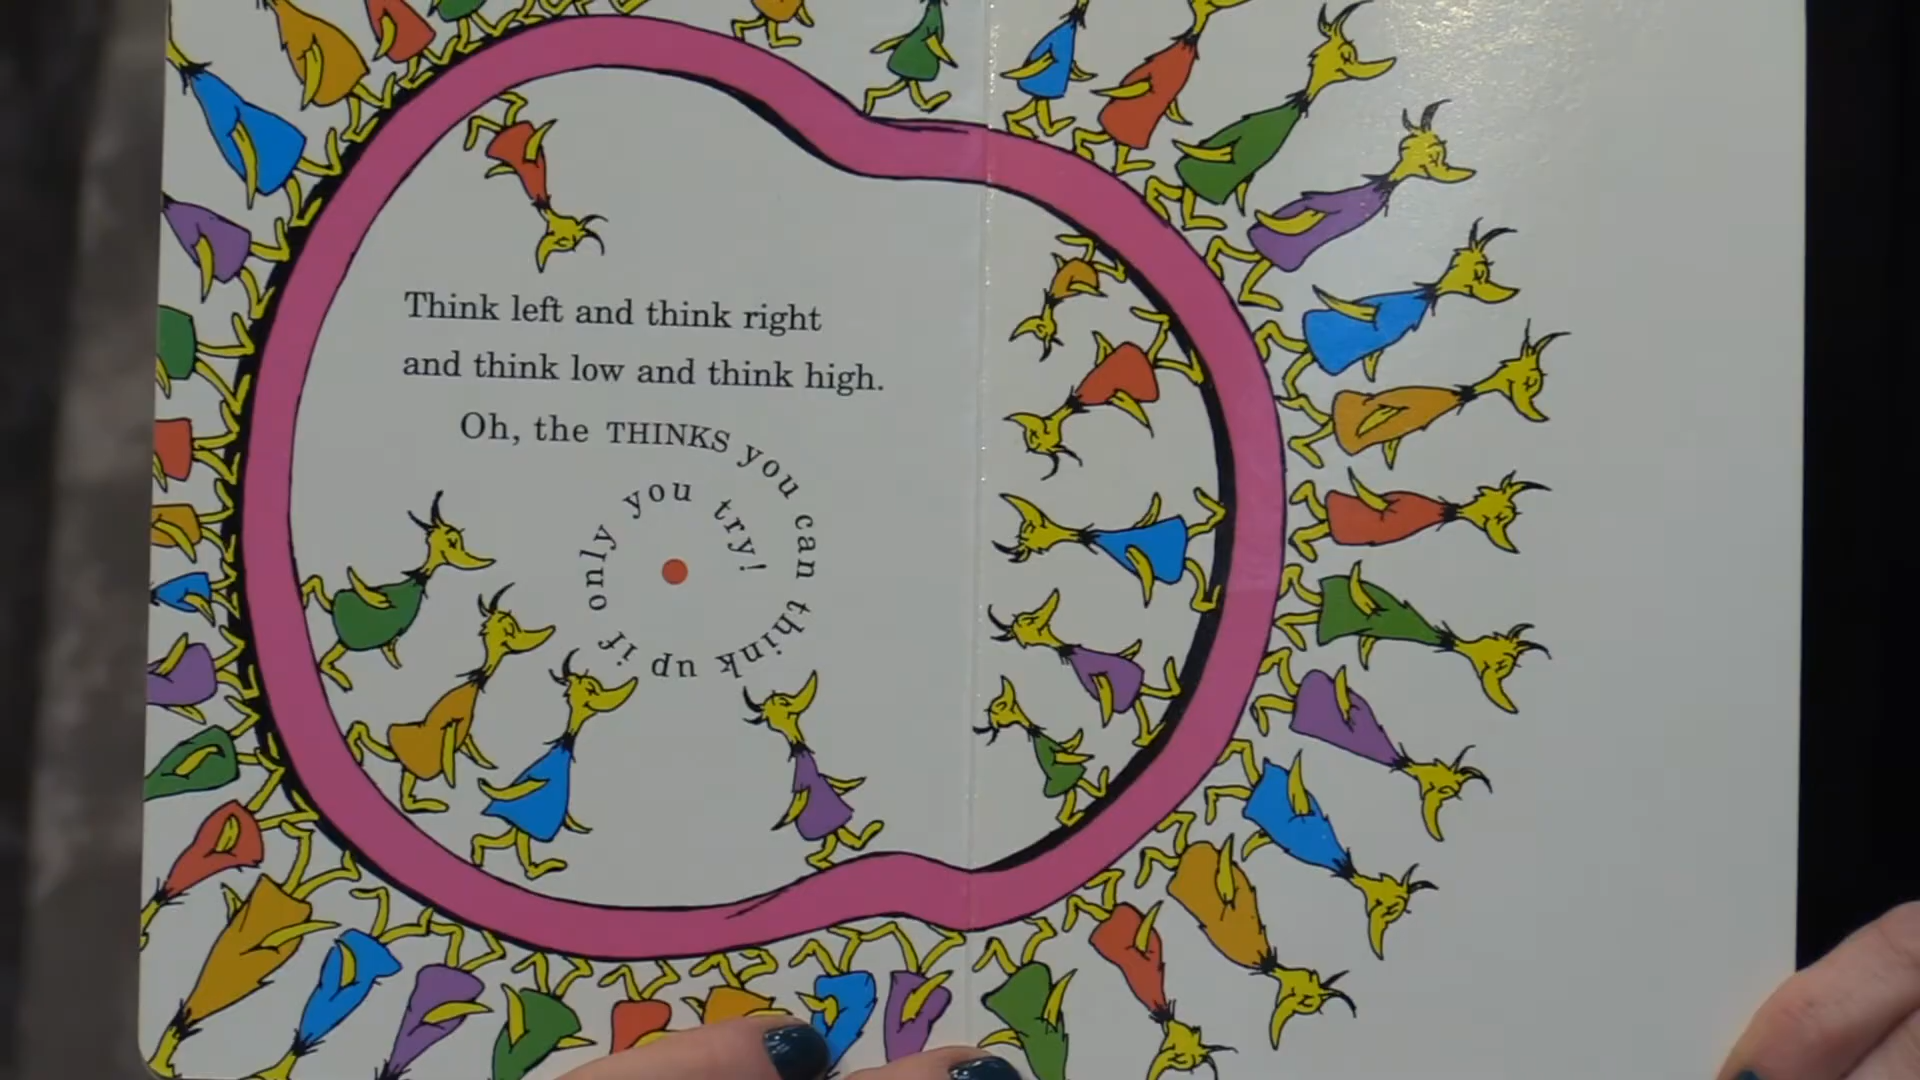 Think left and think right
and think low and think high.
Oh, the THINKS you can think up if only you try!